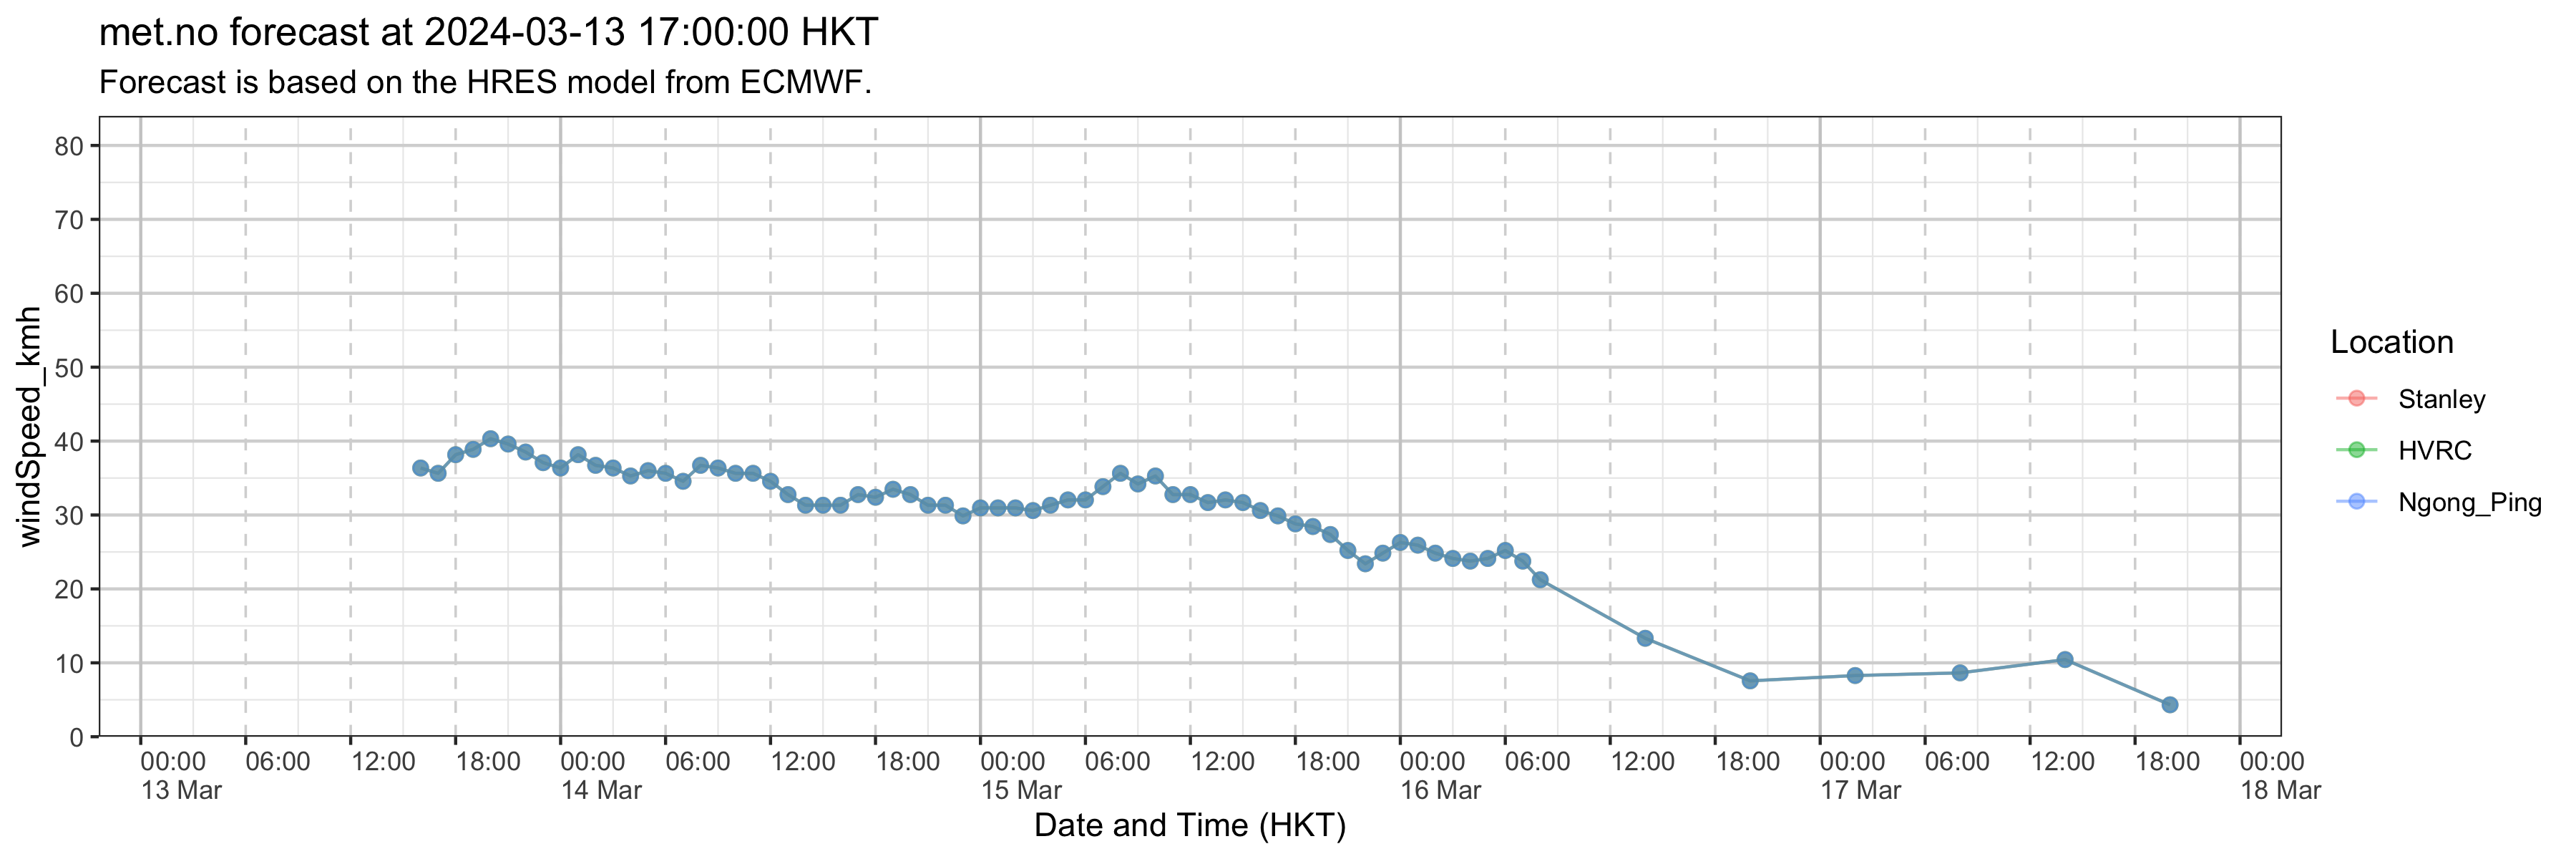 met.no forecast at 2024-03-13 17:00:00 HKT
Forecast is based on the HRES model from ECMWF.
windSpeed_kmh
80
70
60
50
40
30
20
10
0
00:00 06:00 12:00 18:00 00:00 06:00 12:00 18:00 00:00 06:00 12:00 18:00 00:00 06:00 12:00 18:00 00:00 06:00 12:00 18:00 00:00
13 Mar 14 Mar 15 Mar 16 Mar 17 Mar 18 Mar
Date and Time (HKT)
Location
Stanley
HVRC
Ngong_Ping